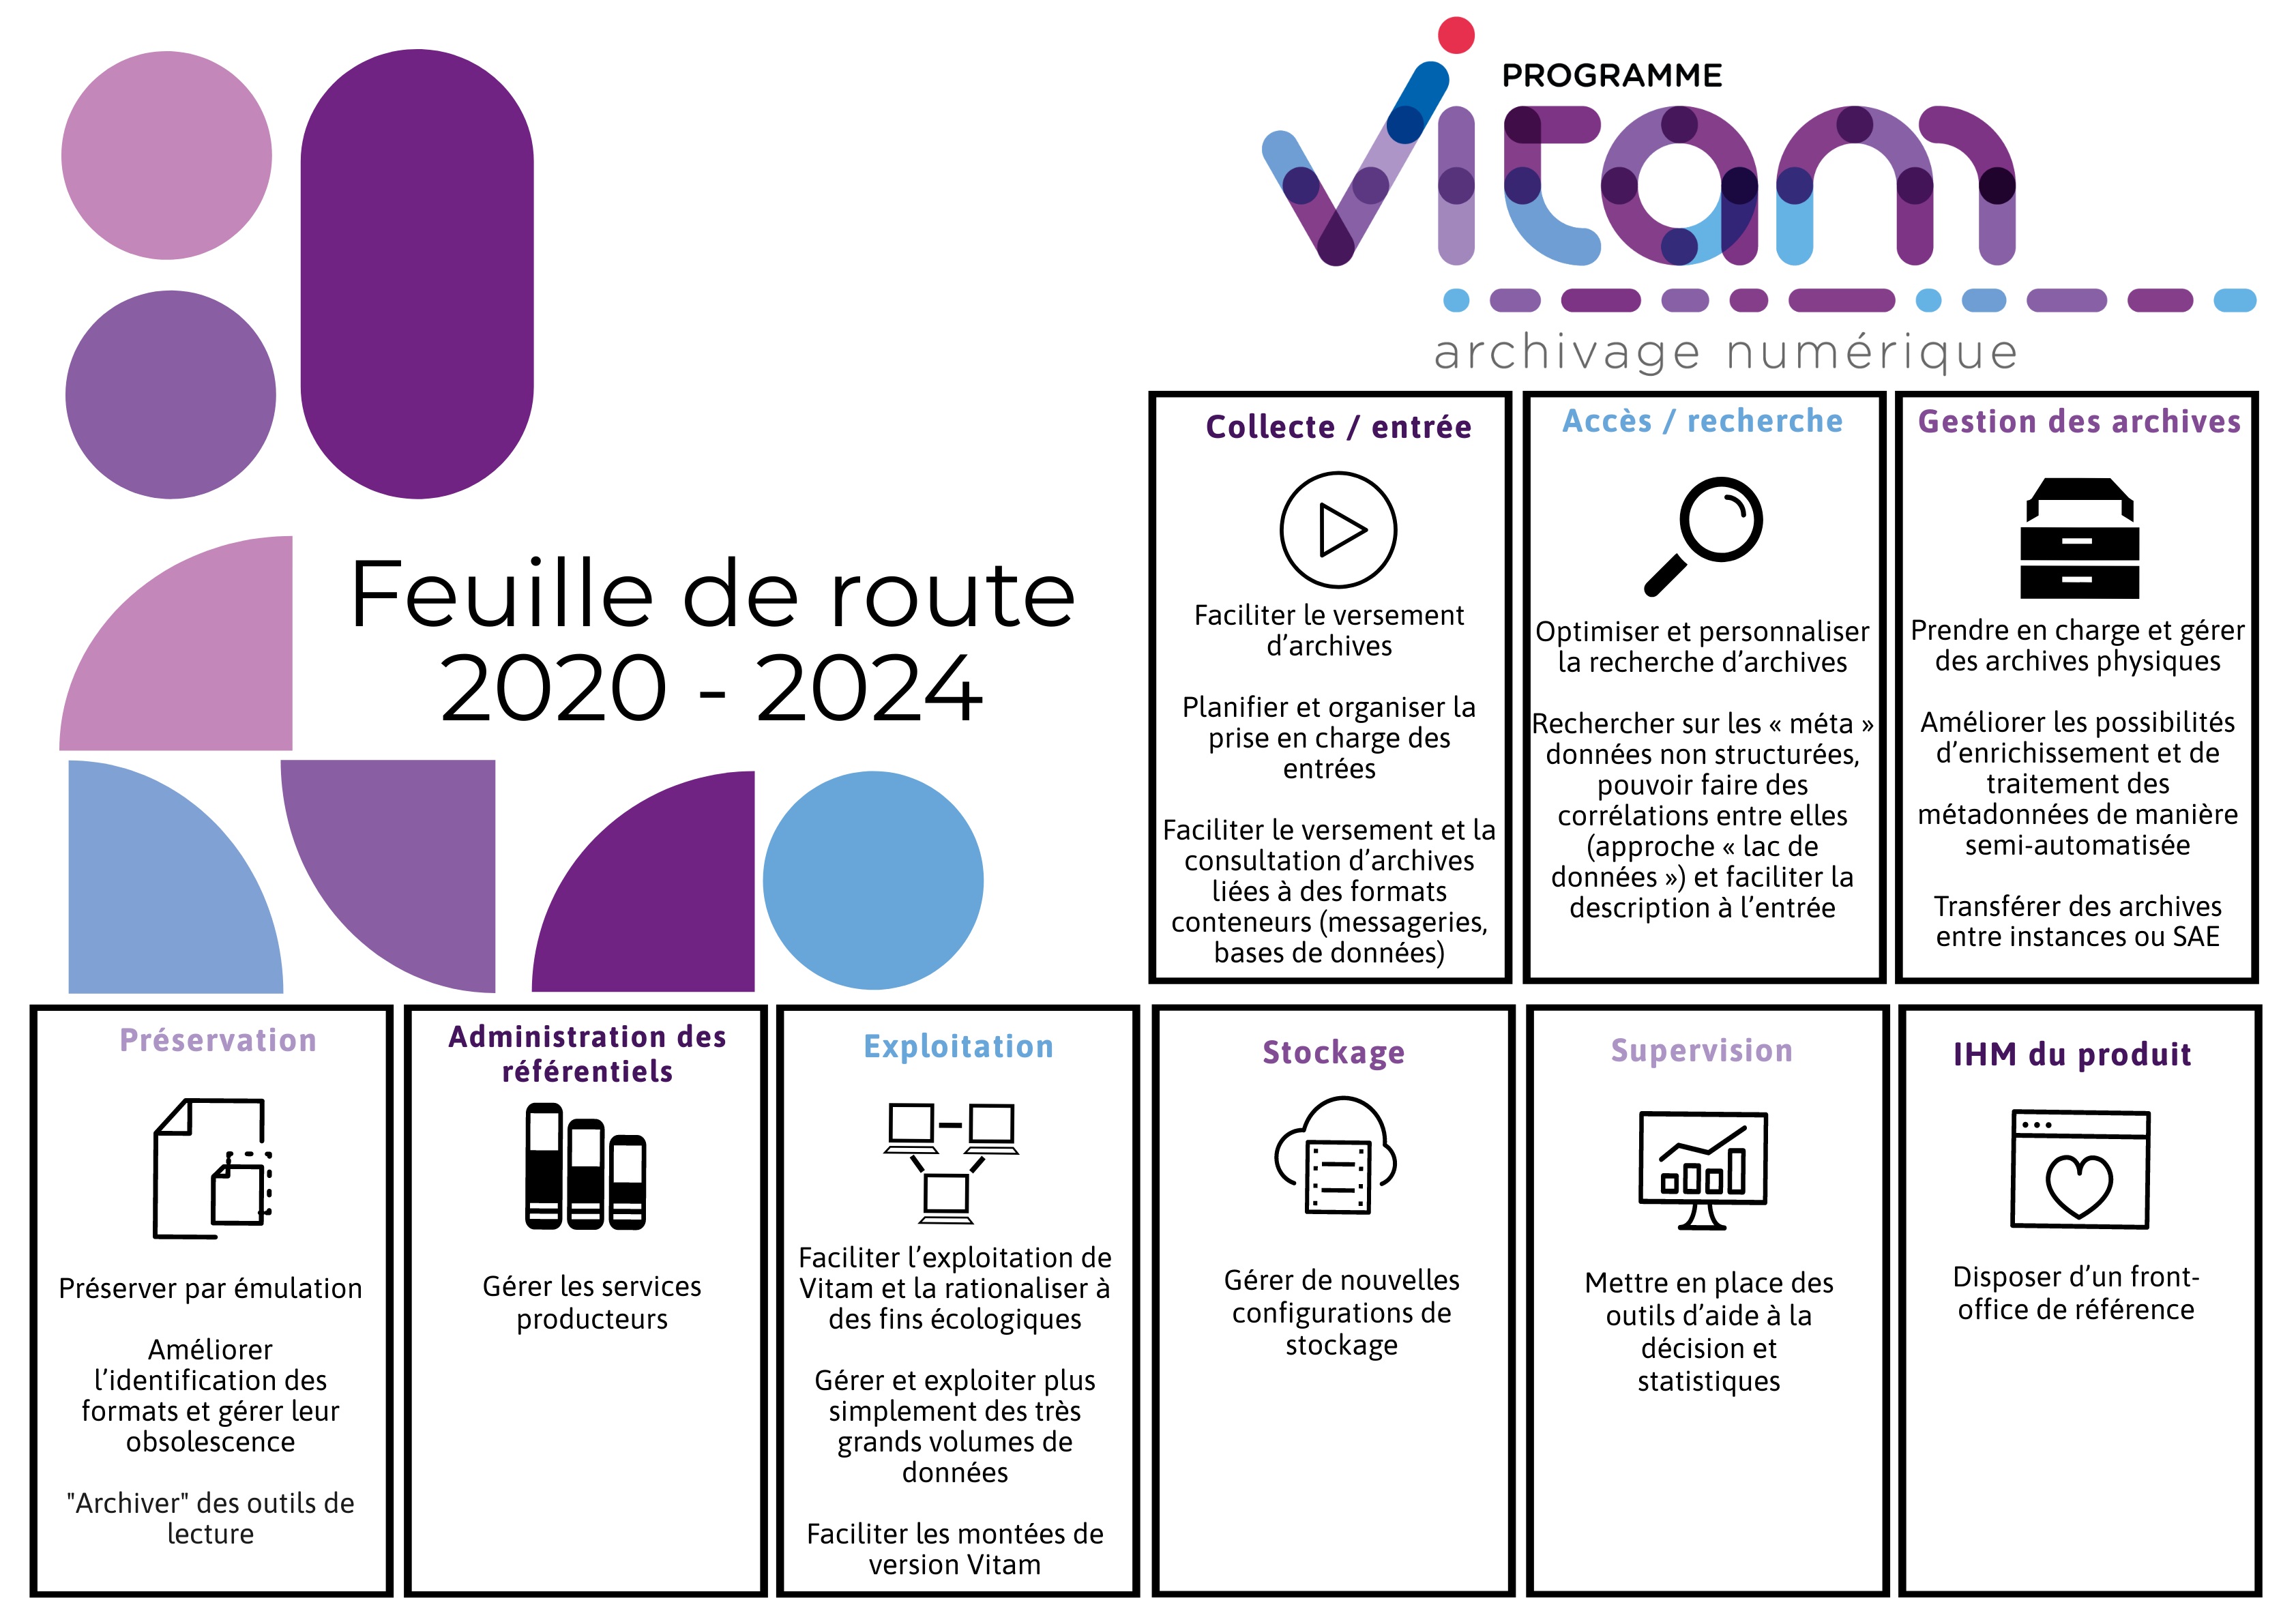 PROGRAMME
vitam
archivage numérique
Feuille de route
2020 - 2024
Collecte / entrée
Faciliter le versement
d’archives
Planifier et organiser la
prise en charge des
entrées
Faciliter le versement et la
consultation d’archives
liées à des formats
conteneurs (messageries,
bases de données)
Accès / recherche
Optimiser et personnaliser
la recherche d’archives
Rechercher sur les « méta »
données non structurées,
pouvoir faire des
corrélations entre elles
(approche « lac de
données ») et faciliter la
description à l’entrée
Gestion des archives
Prendre en charge et gérer
des archives physiques
Améliorer les possibilités
d’enrichissement et de
traitement des
métadonnées de manière
semi-automatisée
Transférer des archives
entre instances ou SAE
Préservation
Préserver par émulation
Améliorer
l’identification des
formats et gérer leur
obsolescence
"Archiver" des outils de
lecture
Administration des
référentiels
Gérer les services
producteurs
Exploitation
Faciliter l’exploitation de
Vitam et la rationaliser à
des fins écologiques
Gérer et exploiter plus
simplement des très
grands volumes de
données
Faciliter les montées de
version Vitam
Stockage
Gérer de nouvelles
configurations de
stockage
Supervision
Mettre en place des
outils d’aide à la
décision et
statistiques
IHM du produit
Disposer d’un front-
office de référence